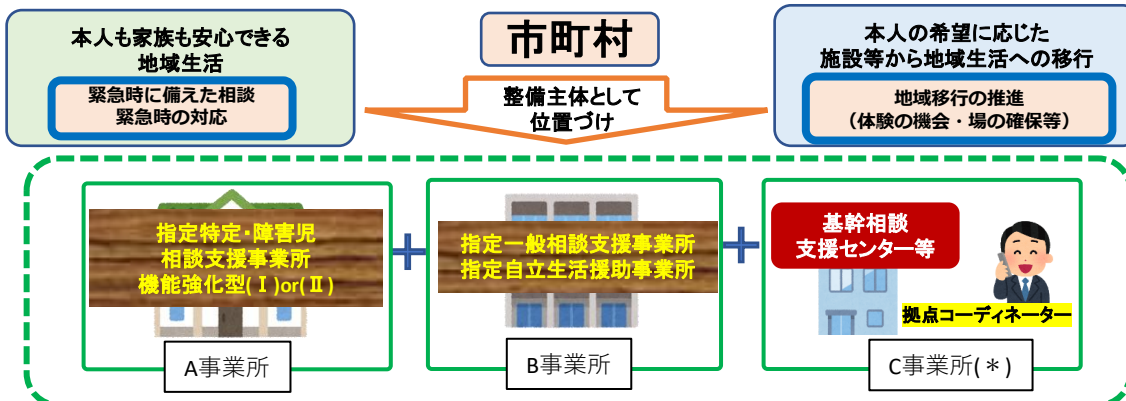 本人も家族も安心できる
地域生活
緊急時に備えた相談
緊急時の対応
市町村
整備主体として
位置づけ
本人の希望に応じた
施設等から地域生活への移行
地域移行の推進
（体験の機会・場の確保等）
指定特定・障害児
相談支援事業所
機能強化型(Ⅰ)or(Ⅱ)
A事業所
+
指定一般相談支援事業所
指定自立生活援助事業所
B事業所
+
基幹相談
支援センター等
拠点コーディネーター
C事業所(＊)